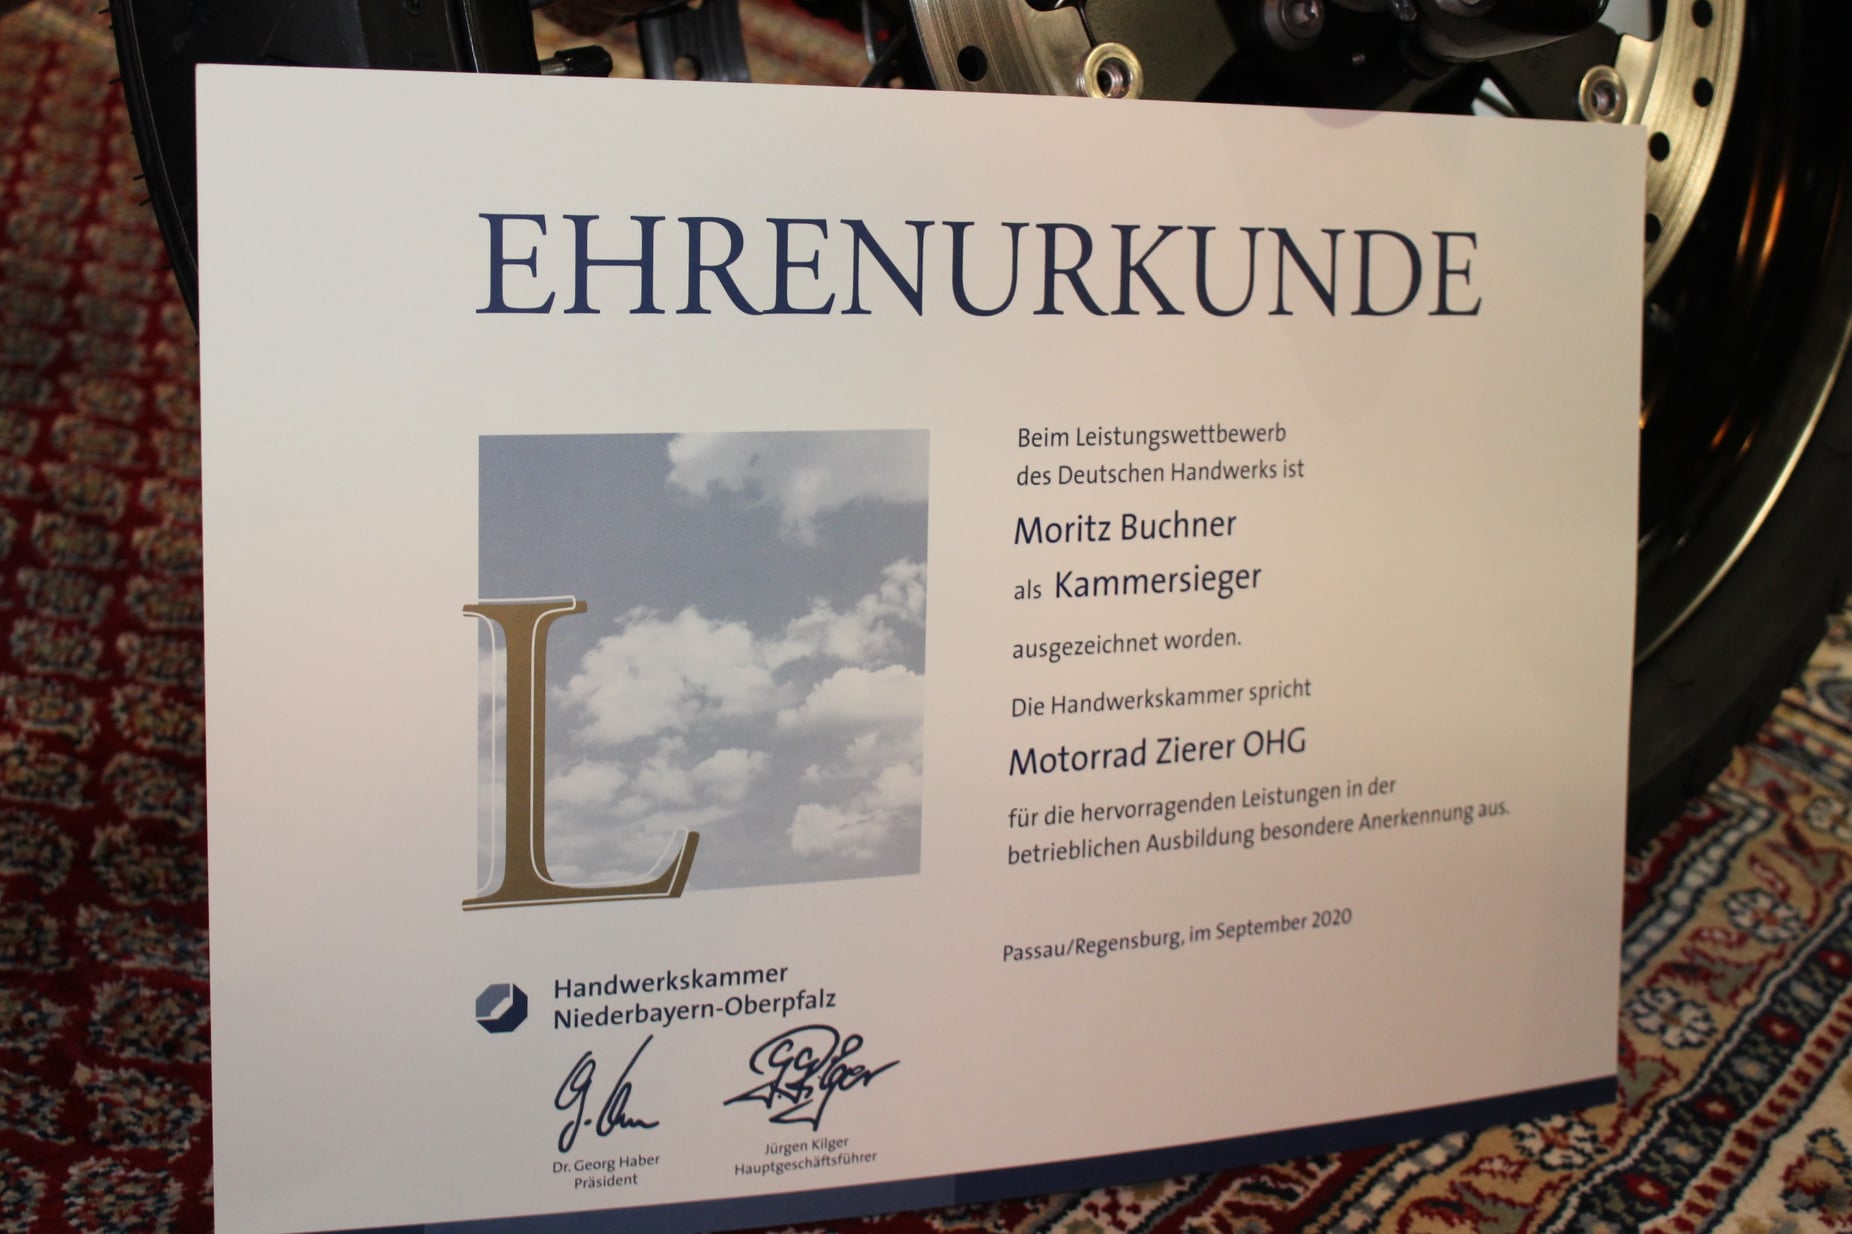 EHRENURKUNDE
Beim Leistungswettbewerb
des Deutschen Handwerks ist
Moritz Buchner
als Kammersieger
ausgezeichnet worden.
Die Handwerkskammer spricht
Motorrad Zierer OHG
für die hervorragenden Leistungen in der
betrieblichen Ausbildung besondere Anerkennung aus.
Passau/Regensburg, im September 2020
L
Handwerkskammer
Niederbayern-Oberpfalz
Dr. Georg Haber
Präsident
Jürgen Kilger
Hauptgeschäftsführer